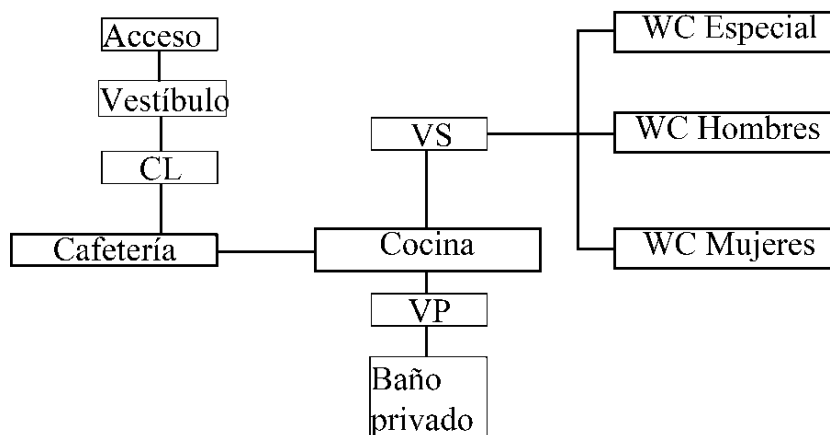 Acceso
Vestíbulo
CL
Cafetería
Cocina
VS
VP
Baño
privado
WC Especial
WC Hombres
WC Mujeres